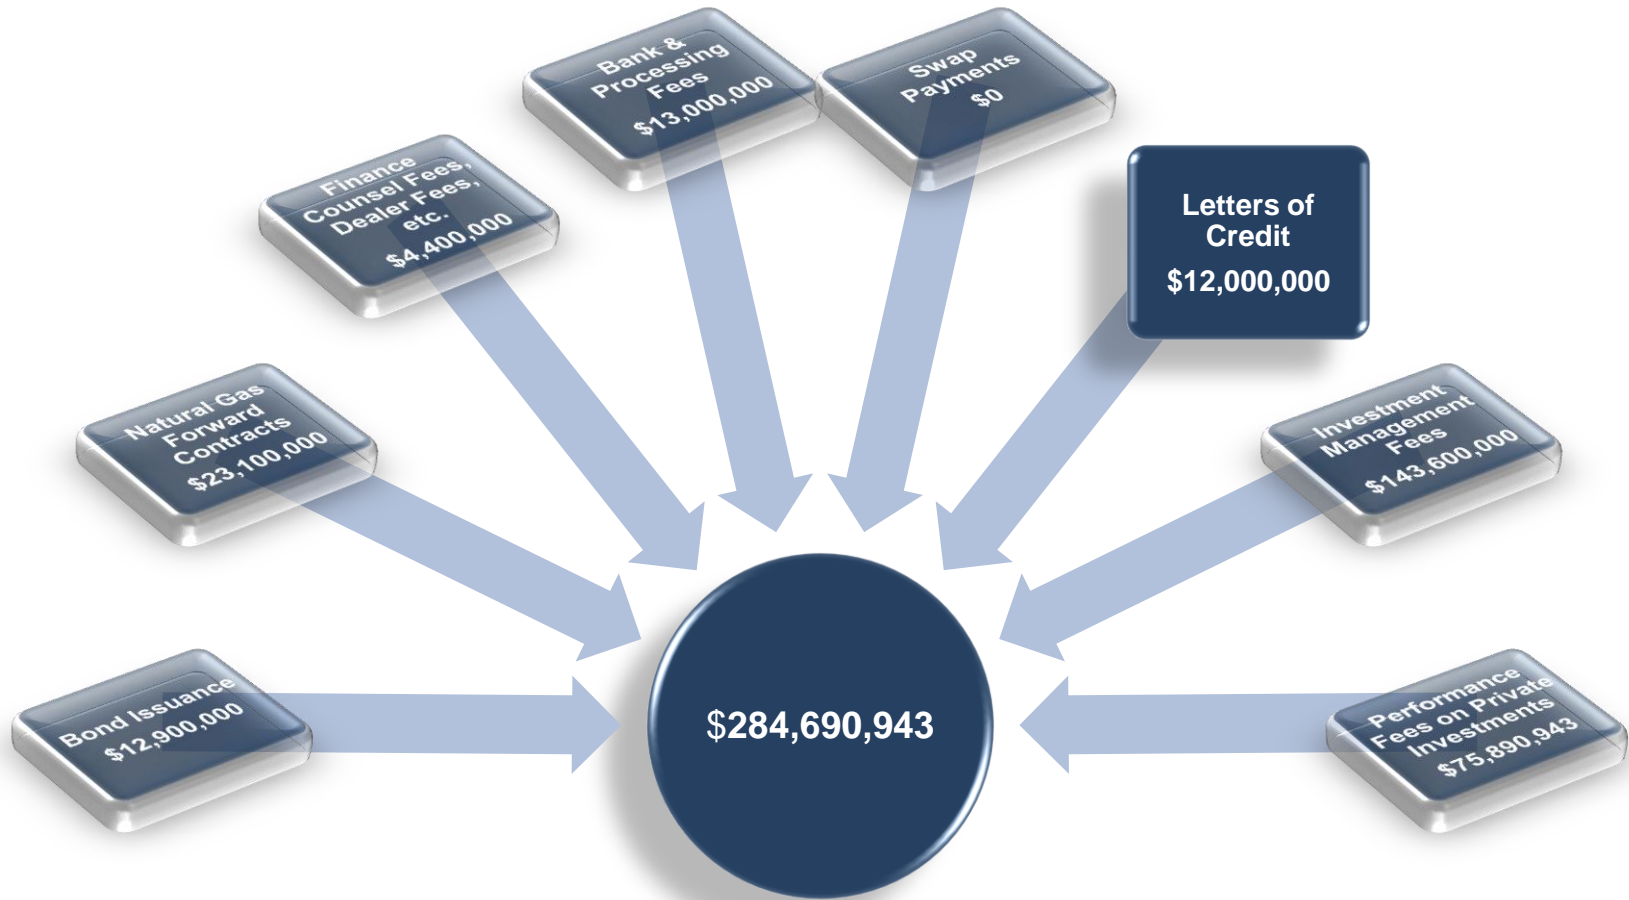 Bank &
Processing
Fees
$13,000,000
Swap
Payments
$0
Finance
Counsel Fees,
Dealer Fees,
etc.
$4,400,000
Letters of
Credit
$12,000,000
Natural Gas
Forward
Contracts
$23,100,000
Investment
Management
Fees
$143,600,000
Bond Issuance
$12,900,000
$284,690,943
Performance
Fees on Private
Investments
$75,890,943